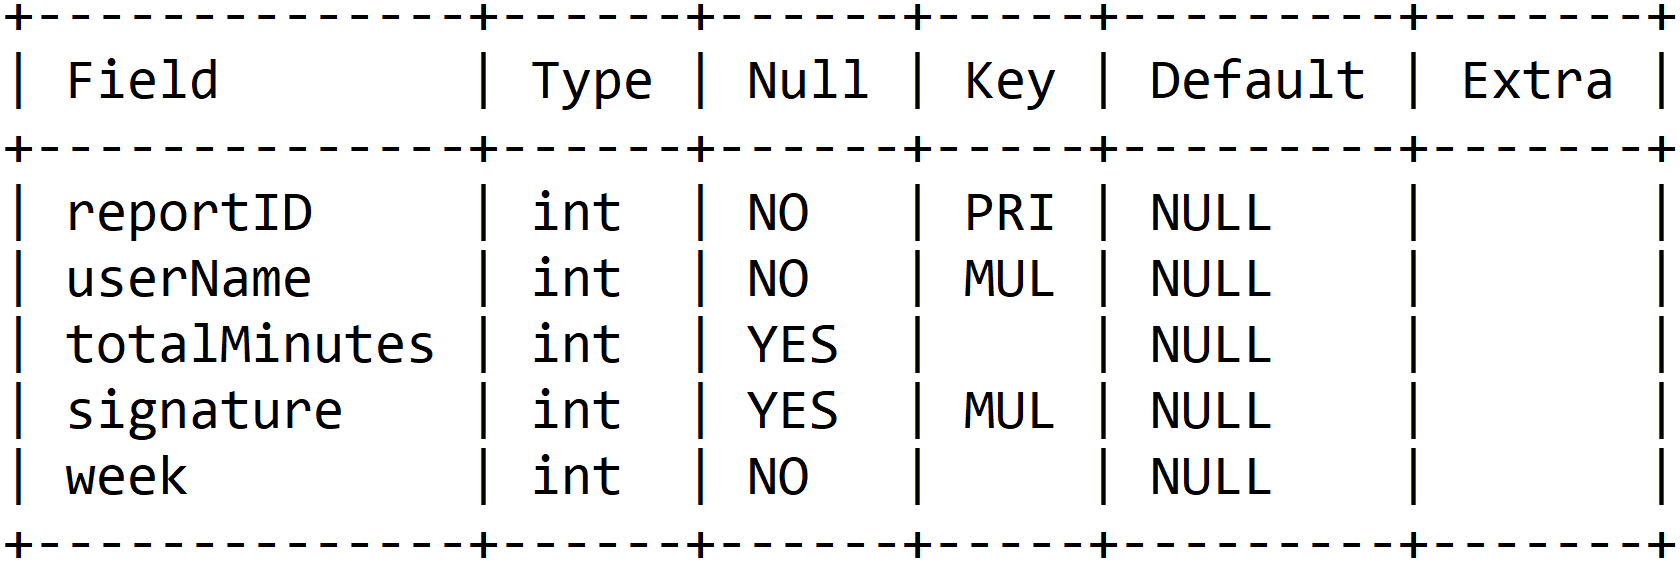 +--------------+------+------+-----+---------+-------+
| Field        | Type | Null | Key | Default | Extra |
+--------------+------+------+-----+---------+-------+
| reportID     | int  | NO   | PRI | NULL    |       |
| userName     | int  | NO   | MUL | NULL    |       |
| totalMinutes | int  | YES  |     | NULL    |       |
| signature    | int  | YES  | MUL | NULL    |       |
| week         | int  | NO   |     | NULL    |       |
+--------------+------+------+-----+---------+-------+